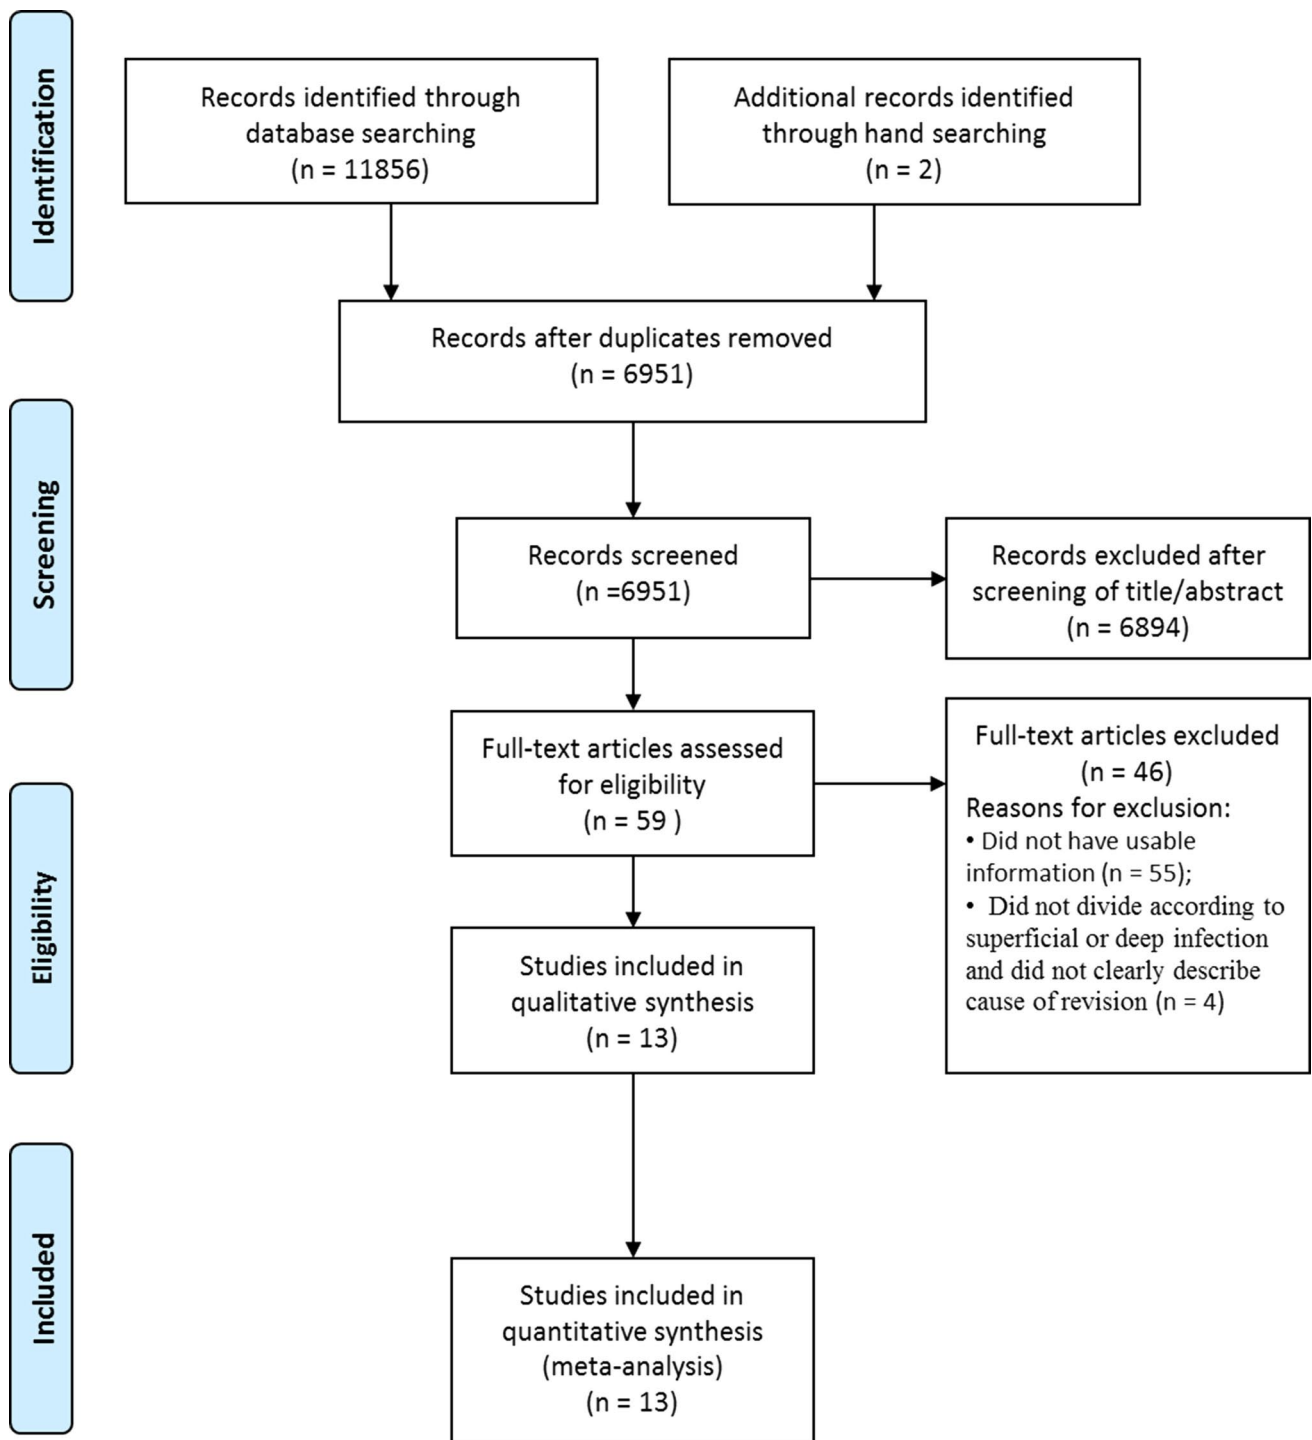 Identification
Records identified through
database searching
(n = 11856)
Additional records identified
through hand searching
(n = 2)
Records after duplicates removed
(n = 6951)
Screening
Records screened
(n =6951)
Records excluded after
screening of title/abstract
(n = 6894)
Eligibility
Full-text articles assessed
for eligibility
(n = 59 )
Full-text articles excluded
(n = 46)
Reasons for exclusion:
• Did not have usable
information (n = 55);
• Did not divide according to
superficial or deep infection
and did not clearly describe
cause of revision (n = 4)
Studies included in
qualitative synthesis
(n = 13)
Included
Studies included in
quantitative synthesis
(meta-analysis)
(n = 13)